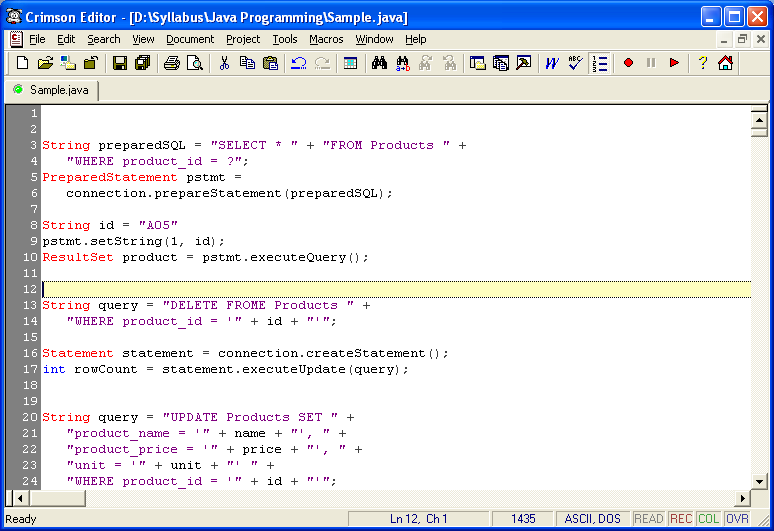 Crimson Editor - [D:\Syllabus\Java Programming\Sample.java]
File Edit Search View Document Project Tools Macros Window Help
Sample.java
1
2
3 String preparedSQL = "SELECT * " + "FROM Products " +
4 "WHERE product_id = ?";
5 PreparedStatement pstmt =
6 connection.prepareStatement(preparedSQL);
7
8 String id = "A05"
9 pstmt.setString(1, id);
10 ResultSet product = pstmt.executeQuery();
11
12
13 String query = "DELETE FROME Products " +
14 "WHERE product_id = '" + id + "'";
15
16 Statement statement = connection.createStatement();
17 int rowCount = statement.executeUpdate(query);
18
19
20 String query = "UPDATE Products SET " +
21 "product_name = '" + name + "', " +
22 "product_price = '" + price + "', " +
23 "unit = '" + unit + "' " +
24 "WHERE product_id = '" + id + "'";
Ready Ln 12, Ch 1 1435 ASCII, DOS READ REC COL OVR